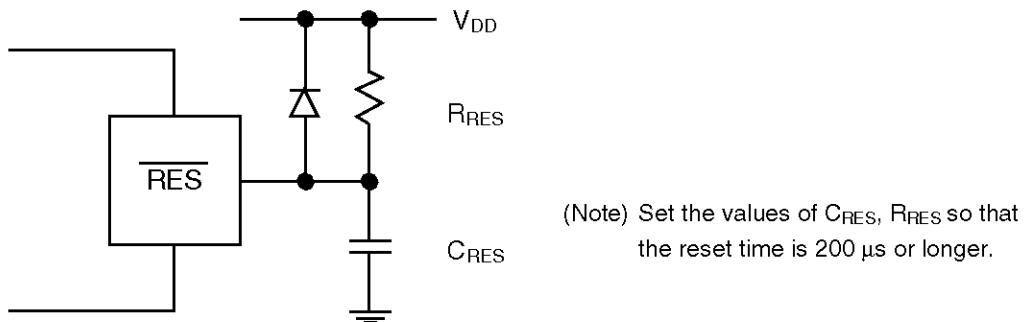 V_DD
R_RES
R̅E̅S̅
C_RES
(Note) Set the values of C_RES, R_RES so that
the reset time is 200 μs or longer.